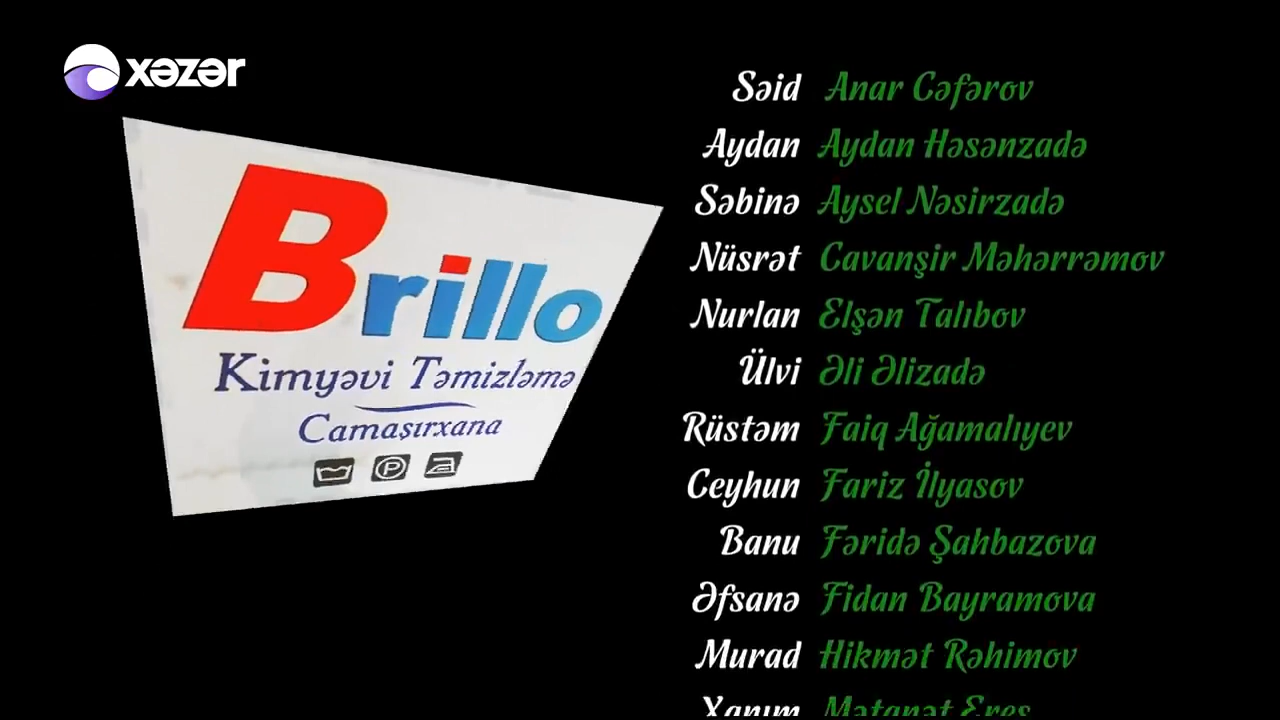 xəzər
Brillo
Kimyəvi Təmizləmə
Camaşırxana
P
Səid Anar Cəfərov
Aydan Aydan Həsənzadə
Səbinə Aysel Nəsirzadə
Nüsrət Cavanşir Məhərrəmov
Nurlan Elşən Talıbov
Ülvi Əli Əlizadə
Rüstəm Faiq Ağamalıyev
Ceyhun Fariz İlyasov
Banu Fəridə Şahbazova
Əfsanə Fidan Bayramova
Murad Hikmət Rəhimov
Xanım Mətanət